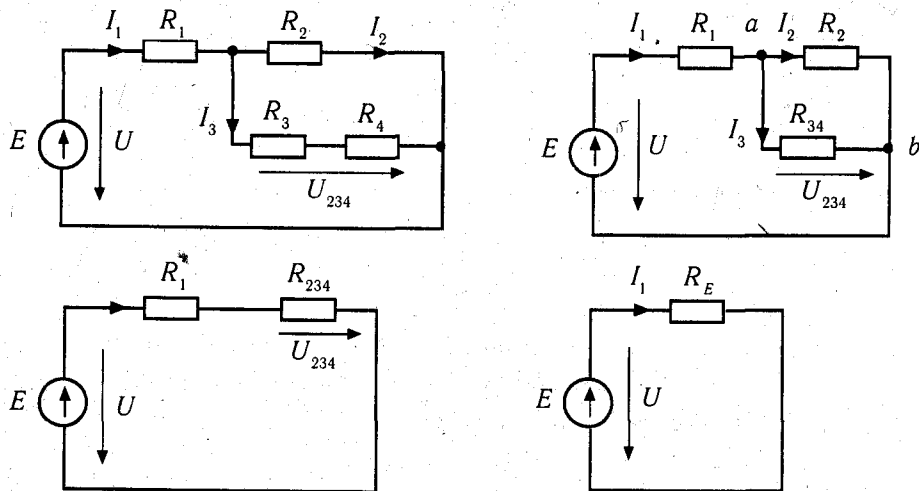 I₁ R₁ R₂ I₂
I₃ R₃ R₄
E U
U₂₃₄
I₁ R₁ a I₂ R₂
R₃₄
E U I₃ b
U₂₃₄
R₁ R₂₃₄
U₂₃₄
E U
I₁ R_E
E U